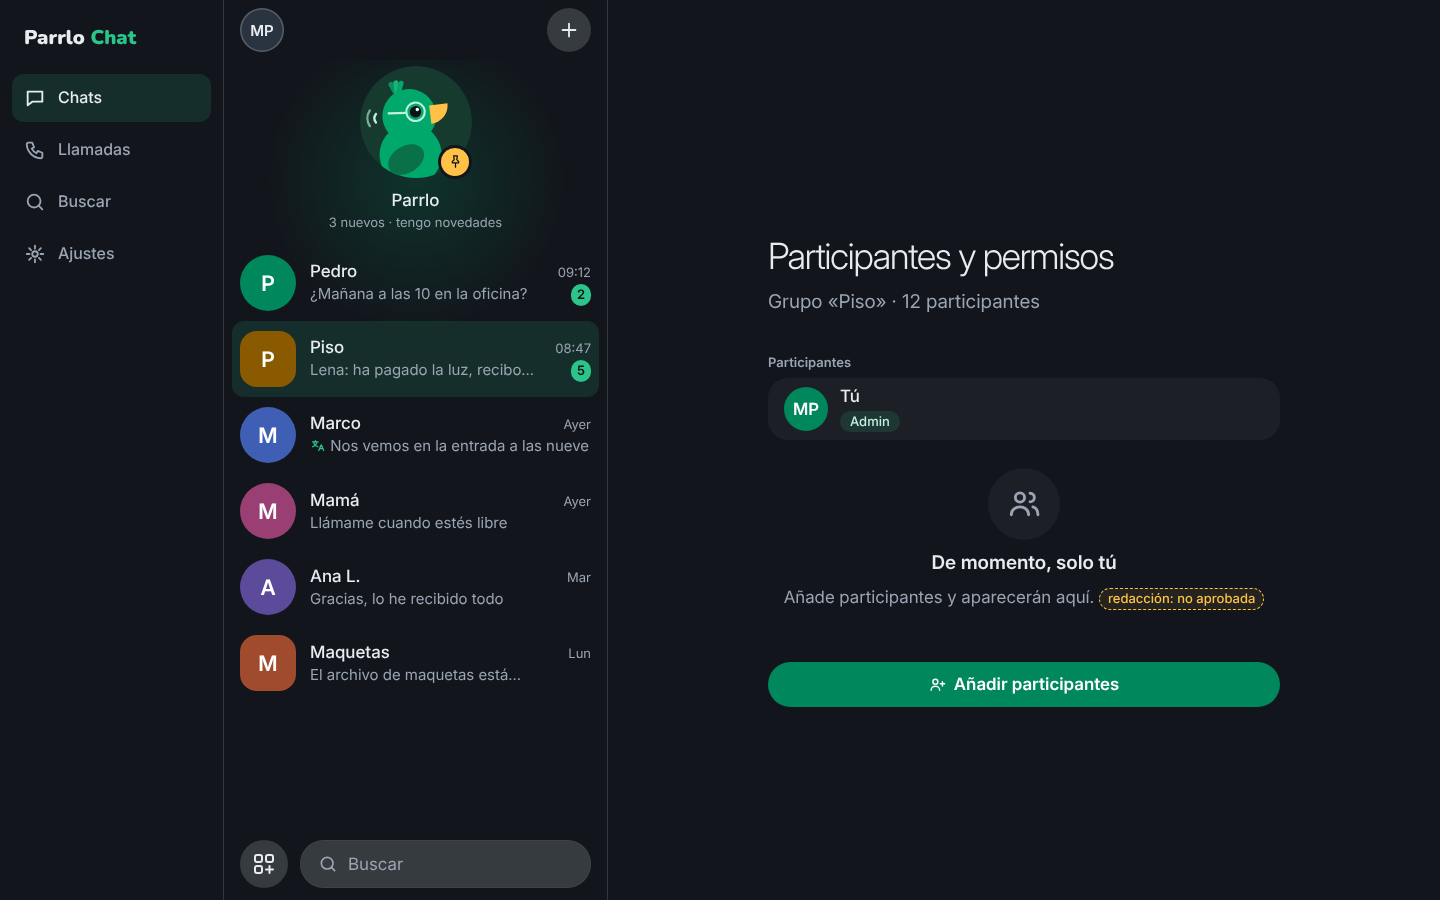 Parrlo Chat
Chats
Llamadas
Buscar
Ajustes
MP
Parrlo
3 nuevos · tengo novedades
P
Pedro
09:12
¿Mañana a las 10 en la oficina?
2
P
Piso
08:47
Lena: ha pagado la luz, recibo...
5
M
Marco
Ayer
Nos vemos en la entrada a las nueve
M
Mamá
Ayer
Llámame cuando estés libre
A
Ana L.
Mar
Gracias, lo he recibido todo
M
Maquetas
Lun
El archivo de maquetas está...
Buscar
Participantes y permisos
Grupo «Piso» · 12 participantes
Participantes
MP
Tú
Admin
De momento, solo tú
Añade participantes y aparecerán aquí. redacción: no aprobada
Añadir participantes